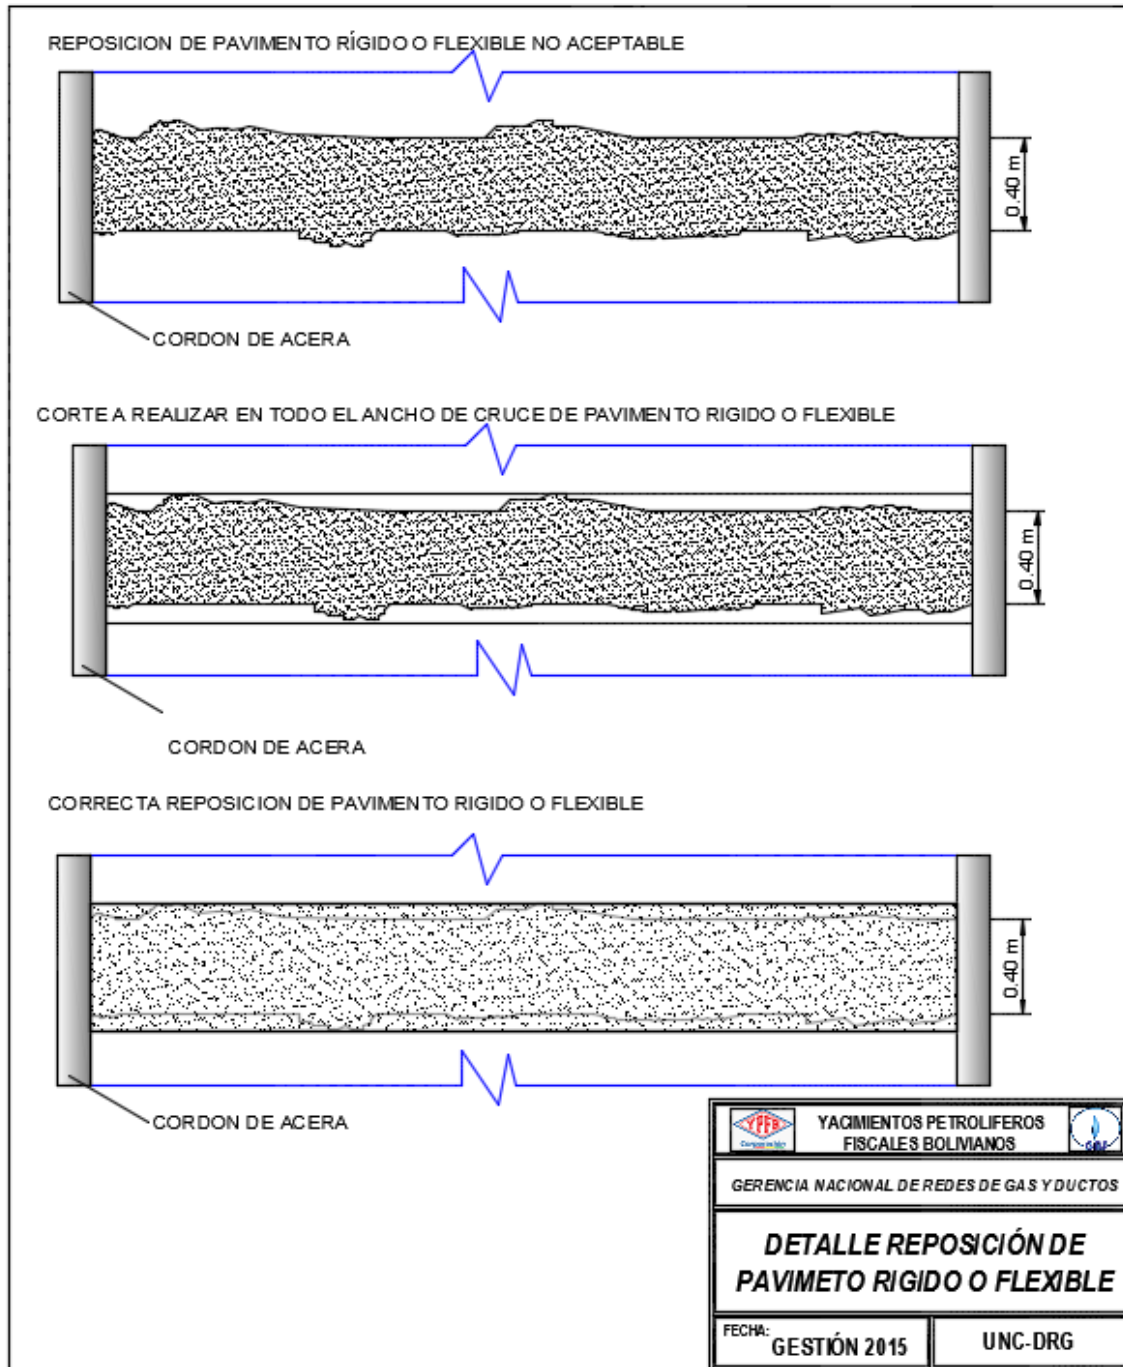 REPOSICION DE PAVIMENTO RÍGIDO O FLEXIBLE NO ACEPTABLE
0.40 m
CORDON DE ACERA
CORTE A REALIZAR EN TODO EL ANCHO DE CRUCE DE PAVIMENTO RIGIDO O FLEXIBLE
0.40 m
CORDON DE ACERA
CORRECTA REPOSICION DE PAVIMENTO RIGIDO O FLEXIBLE
0.40 m
CORDON DE ACERA
YPFB
Corporación
YACIMIENTOS PETROLIFEROS
FISCALES BOLIVIANOS
GERENCIA NACIONAL DE REDES DE GAS Y DUCTOS
DETALLE REPOSICIÓN DE
PAVIMETO RIGIDO O FLEXIBLE
FECHA: GESTIÓN 2015
UNC-DRG